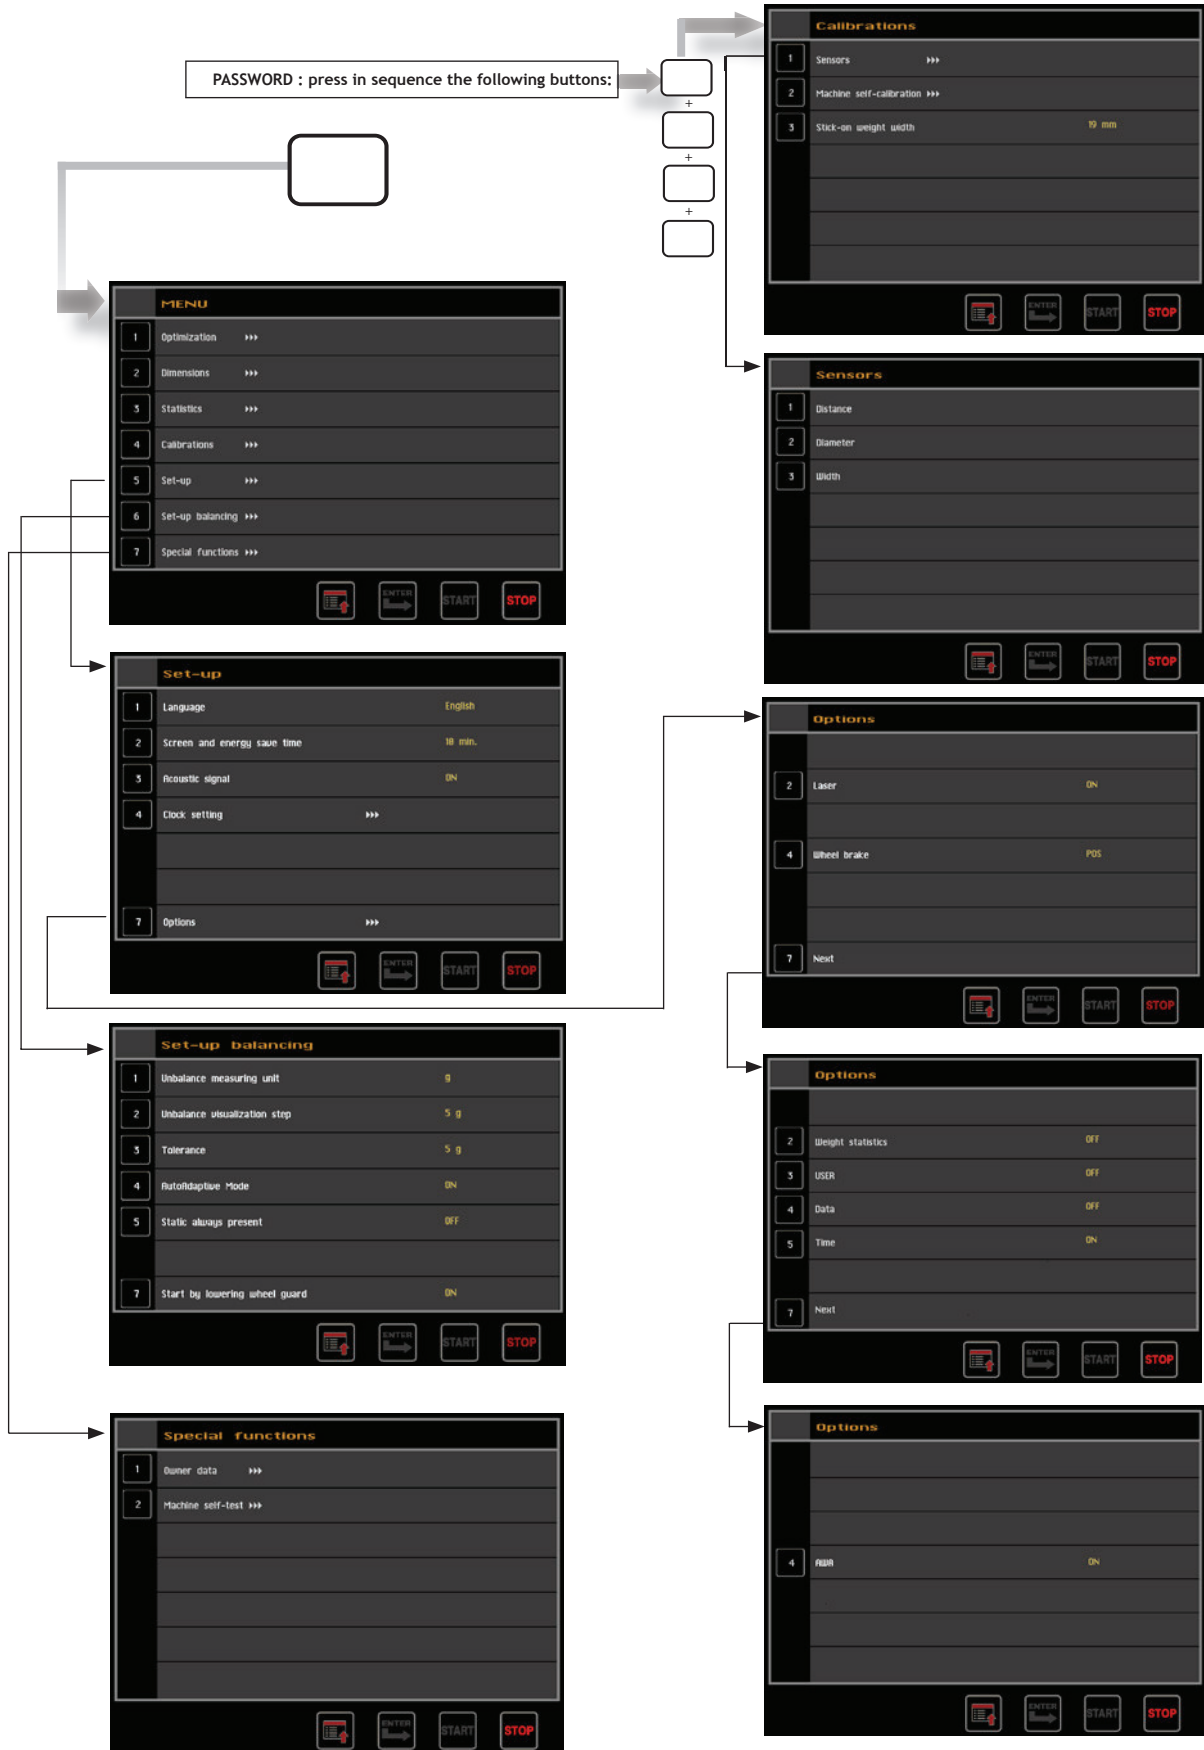 PASSWORD : press in sequence the following buttons:
+
+
+
MENU
1 Optimization
2 Dimensions
3 Statistics
4 Calibrations
5 Set-up
6 Set-up balancing
7 Special functions
ENTER START STOP
Set-up
1 Language English
2 Screen and energy save time 10 min.
3 Acoustic signal ON
4 Clock setting
7 Options
ENTER START STOP
Set-up balancing
1 Unbalance measuring unit g
2 Unbalance visualization step 5 g
3 Tolerance 5 g
4 AutoAdaptive Mode ON
5 Static always present OFF
7 Start by lowering wheel guard ON
ENTER START STOP
Special functions
1 Owner data
2 Machine self-test
ENTER START STOP
Calibrations
1 Sensors
2 Machine self-calibration
3 Stick-on weight width 19 mm
ENTER START STOP
Sensors
1 Distance
2 Diameter
3 Width
ENTER START STOP
Options
2 Laser ON
4 Wheel brake POS
7 Next
ENTER START STOP
Options
2 Weight statistics OFF
3 USER OFF
4 Data OFF
5 Time ON
7 Next
ENTER START STOP
Options
4 AWA ON
ENTER START STOP